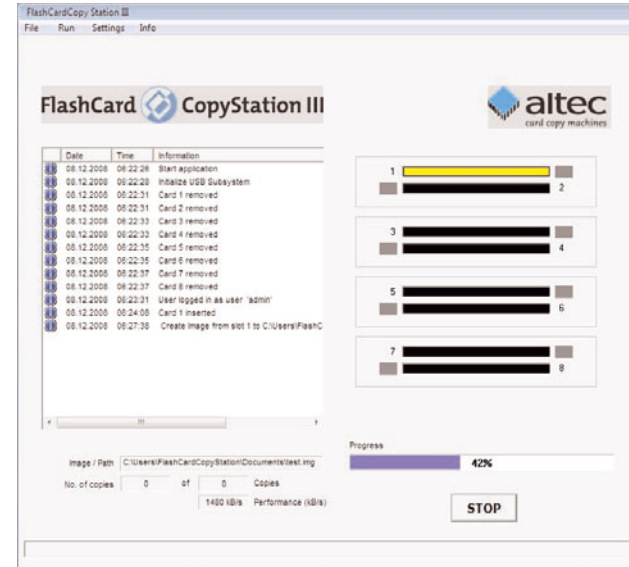 FlashCardCopy Station III
File Run Settings Info
FlashCard CopyStation III
altec
card copy machines
Date Time Information
08.12.2008 06:22:26 Start application
08.12.2008 06:22:28 Initialize USB Subsystem
08.12.2008 06:22:31 Card 1 removed
08.12.2008 06:22:31 Card 2 removed
08.12.2008 06:22:33 Card 3 removed
08.12.2008 06:22:33 Card 4 removed
08.12.2008 06:22:35 Card 5 removed
08.12.2008 06:22:35 Card 6 removed
08.12.2008 06:22:37 Card 7 removed
08.12.2008 06:22:37 Card 8 removed
08.12.2008 06:23:31 User logged in as user 'admin'
08.12.2008 06:24:08 Card 1 inserted
08.12.2008 06:27:38 Create image from slot 1 to C:\Users\FlashC
1
2
3
4
5
6
7
8
Image / Path C:\Users\FlashCardCopyStation\Documents\test.img
No. of copies 0 of 0 Copies
1480 kB/s Performance (kB/s)
Progress
42%
STOP